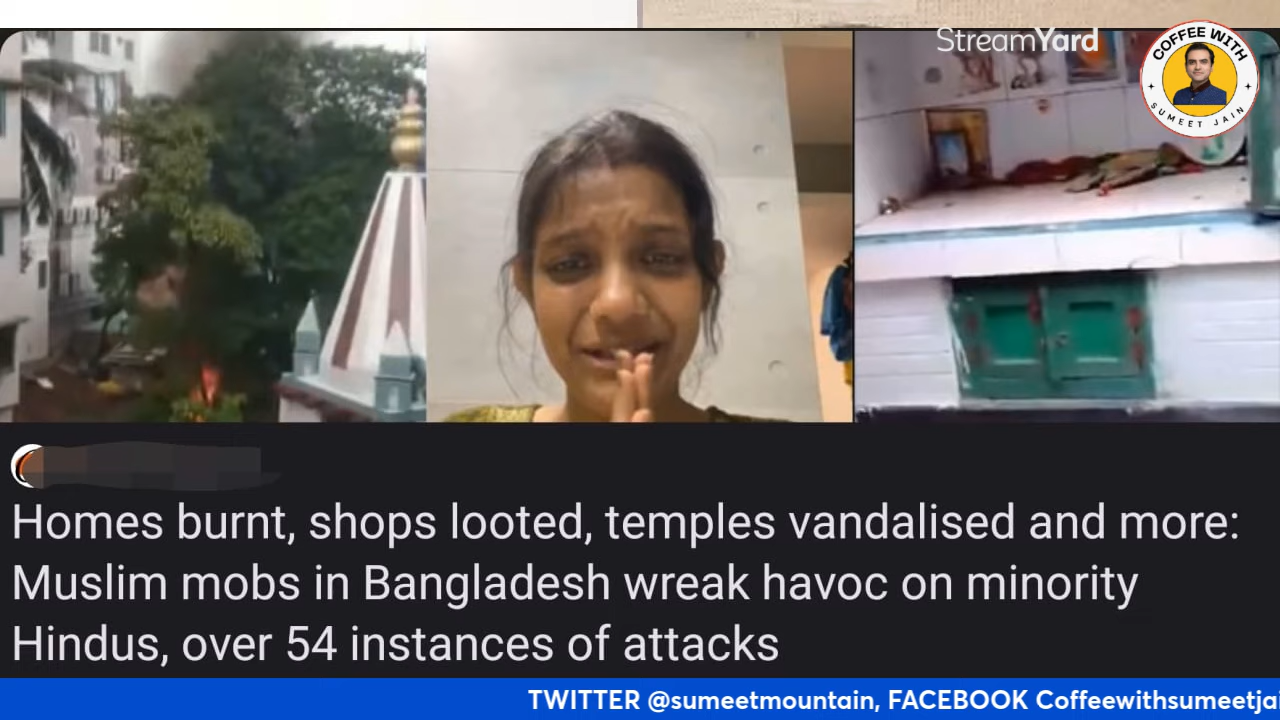 StreamYard
COFFEE WITH
SUMEET JAIN
Homes burnt, shops looted, temples vandalised and more:
Muslim mobs in Bangladesh wreak havoc on minority
Hindus, over 54 instances of attacks
TWITTER @sumeetmountain, FACEBOOK Coffeewithsumeetjai